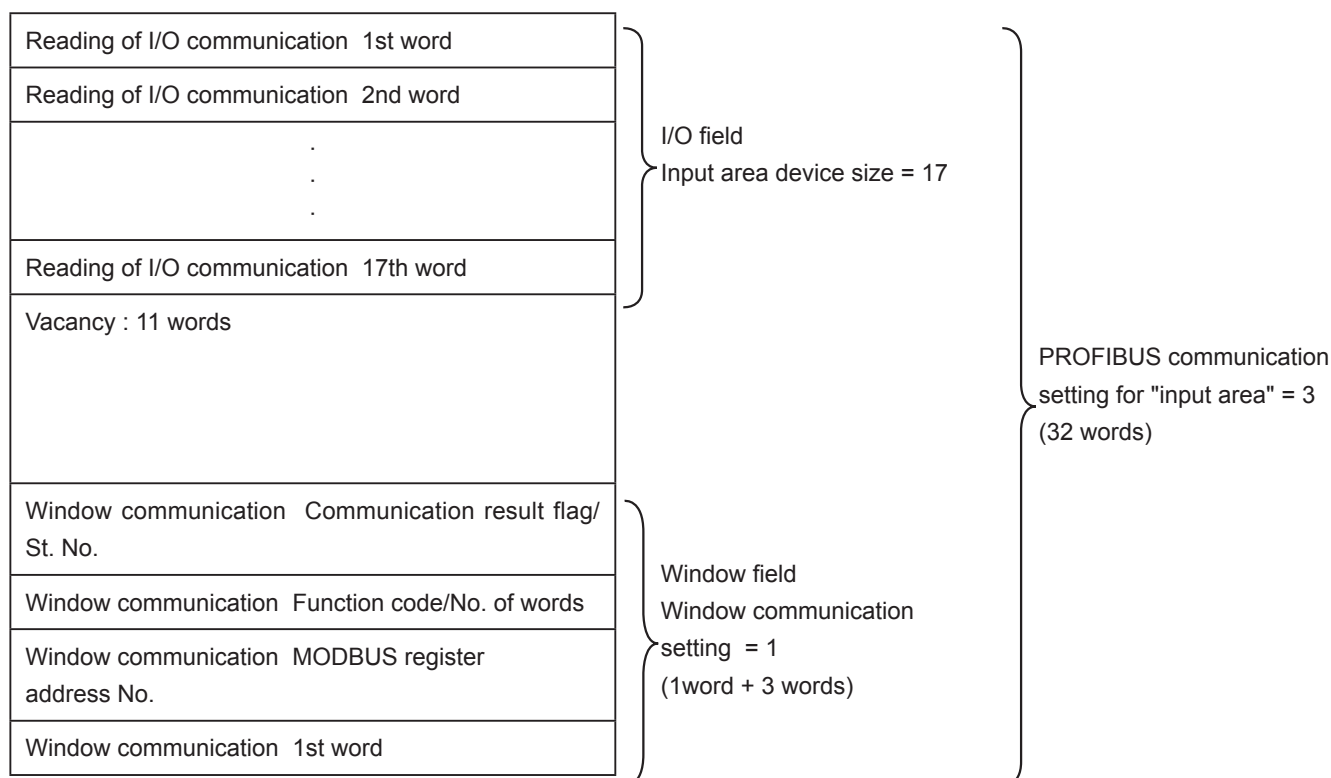 Reading of I/O communication 1st word
Reading of I/O communication 2nd word
.
.
.
Reading of I/O communication 17th word
Vacancy : 11 words
I/O field
Input area device size = 17
PROFIBUS communication
setting for "input area" = 3
(32 words)
Window communication Communication result flag/
St. No.
Window communication Function code/No. of words
Window communication MODBUS register
address No.
Window communication 1st word
Window field
Window communication
setting = 1
(1word + 3 words)